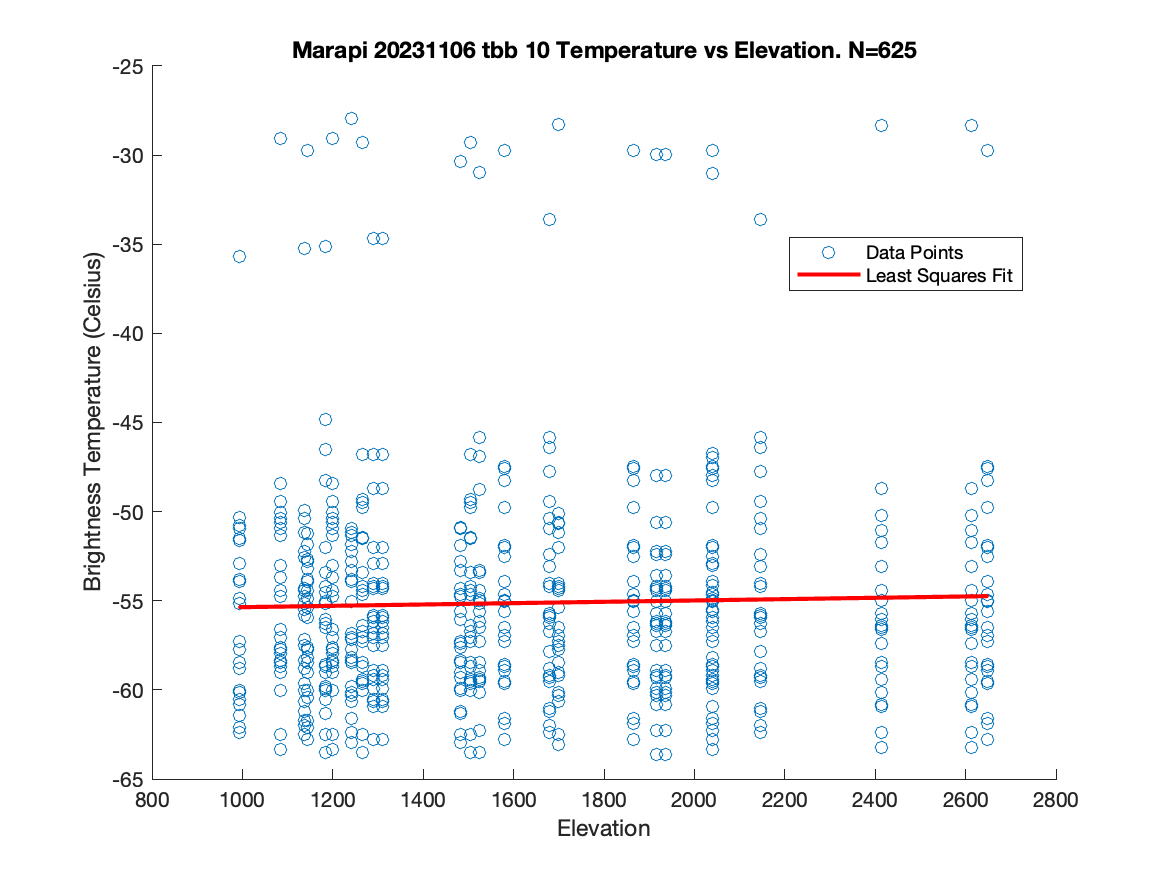 Marapi 20231106 tbb 10 Temperature vs Elevation. N=625
-25
-30
-35
-40
-45
-50
-55
-60
-65
Brightness Temperature (Celsius)
Data Points
Least Squares Fit
800 1000 1200 1400 1600 1800 2000 2200 2400 2600 2800
Elevation